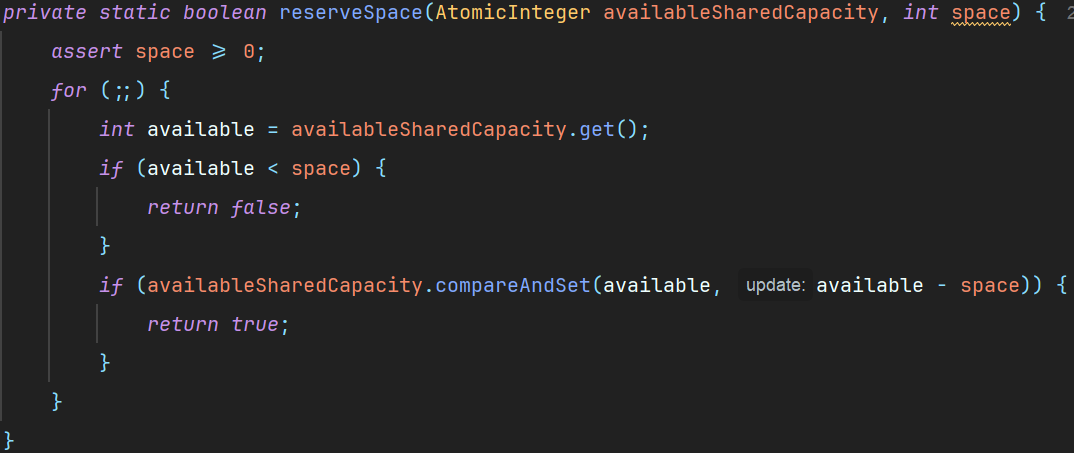 private static boolean reserveSpace(AtomicInteger availableSharedCapacity, int space) { 2
assert space >= 0;
for (;;) {
int available = availableSharedCapacity.get();
if (available < space) {
return false;
}
if (availableSharedCapacity.compareAndSet(available, update: available - space)) {
return true;
}
}
}